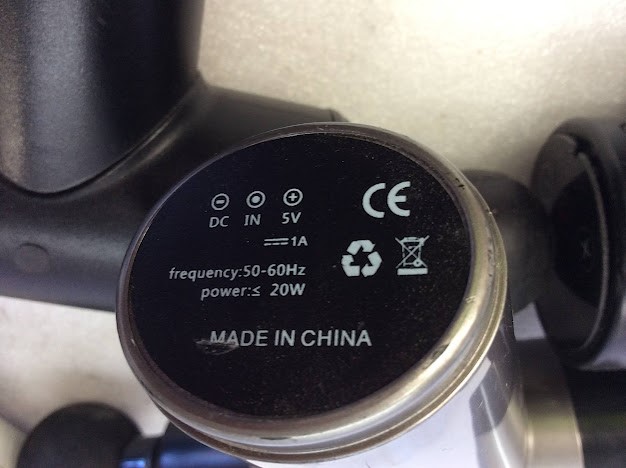 DC IN 5V
1A
CE
frequency:50-60Hz
power:≤ 20W
MADE IN CHINA